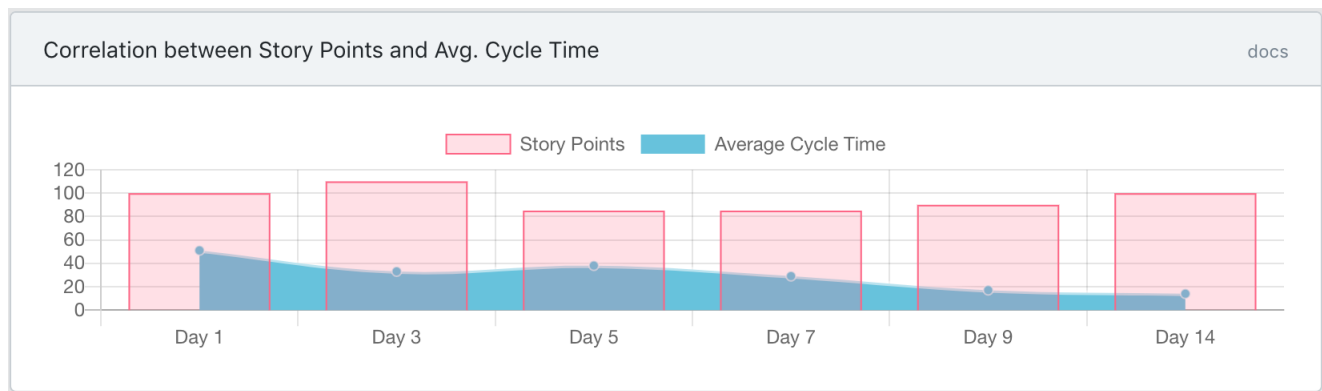 Correlation between Story Points and Avg. Cycle Time docs
Story Points Average Cycle Time
120
100
80
60
40
20
0
Day 1 Day 3 Day 5 Day 7 Day 9 Day 14